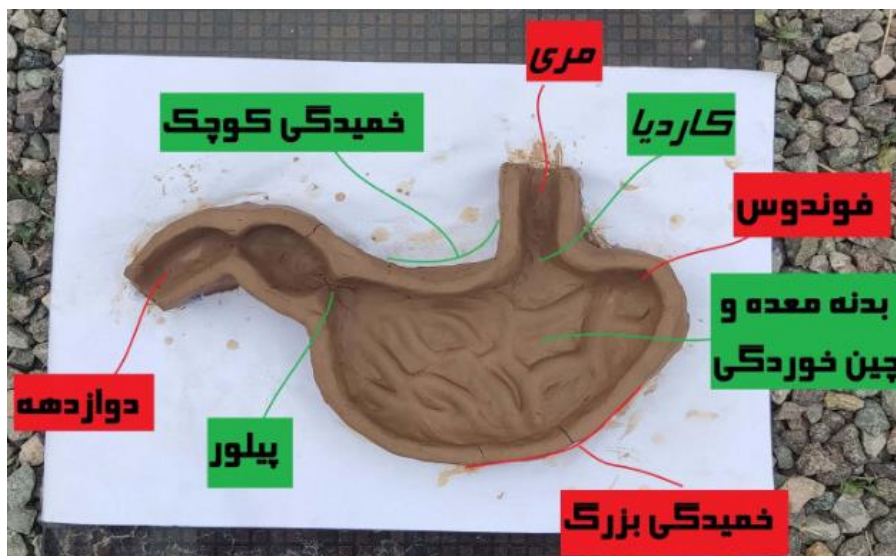 مری
کاردیا
خمیدگی کوچک
فوندوس
بدنه معده و
چین خوردگی
دوازدهه
پیلور
خمیدگی بزرگ